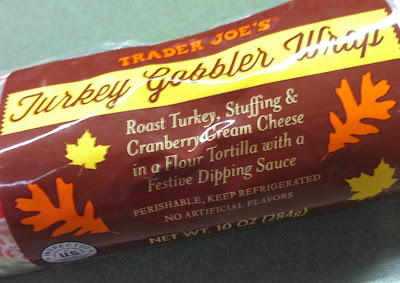 TRADER JOE'S
Turkey Gobbler Wrap
Roast Turkey, Stuffing &
Cranberry Cream Cheese
in a Flour Tortilla with a
Festive Dipping Sauce
PERISHABLE, KEEP REFRIGERATED
NO ARTIFICIAL FLAVORS
NET WT. 10 OZ (284g)
INSPECTED
U.S.